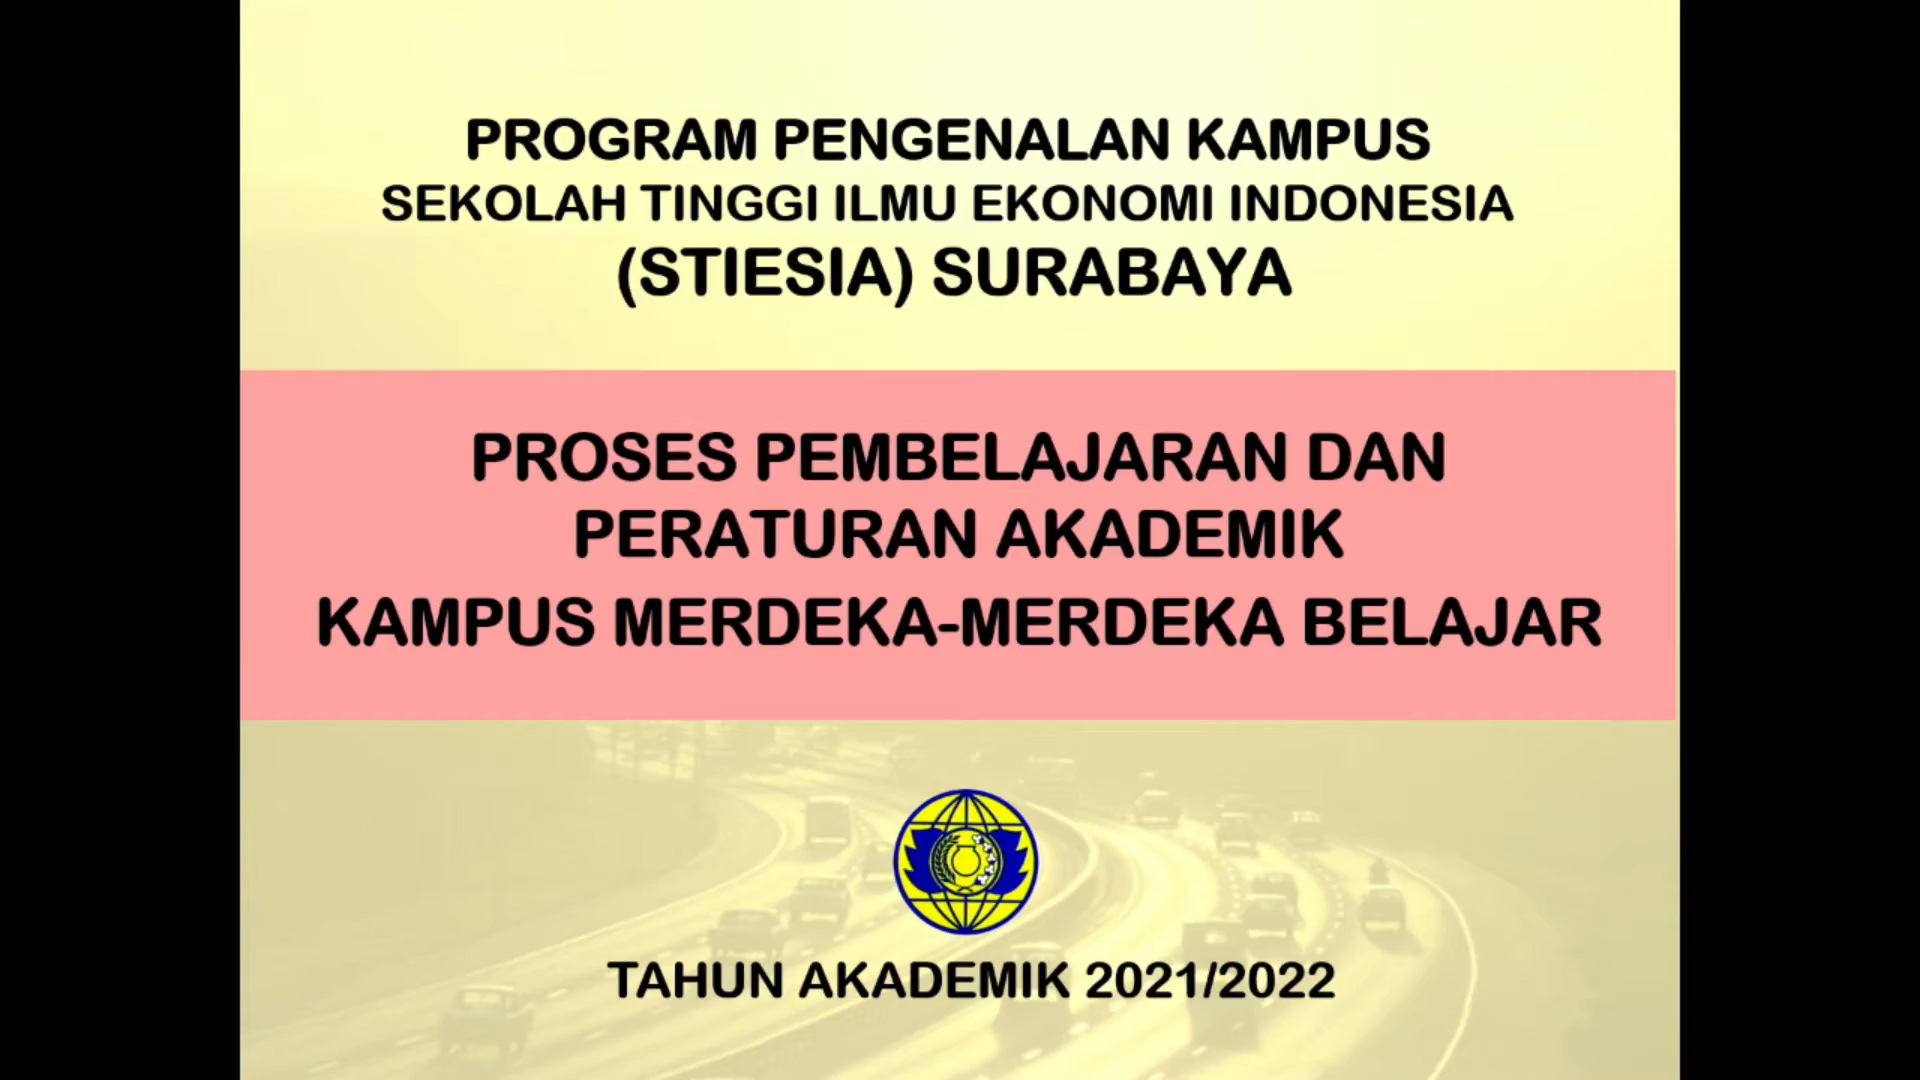 PROGRAM PENGENALAN KAMPUS
SEKOLAH TINGGI ILMU EKONOMI INDONESIA
(STIESIA) SURABAYA
PROSES PEMBELAJARAN DAN
PERATURAN AKADEMIK
KAMPUS MERDEKA-MERDEKA BELAJAR
TAHUN AKADEMIK 2021/2022